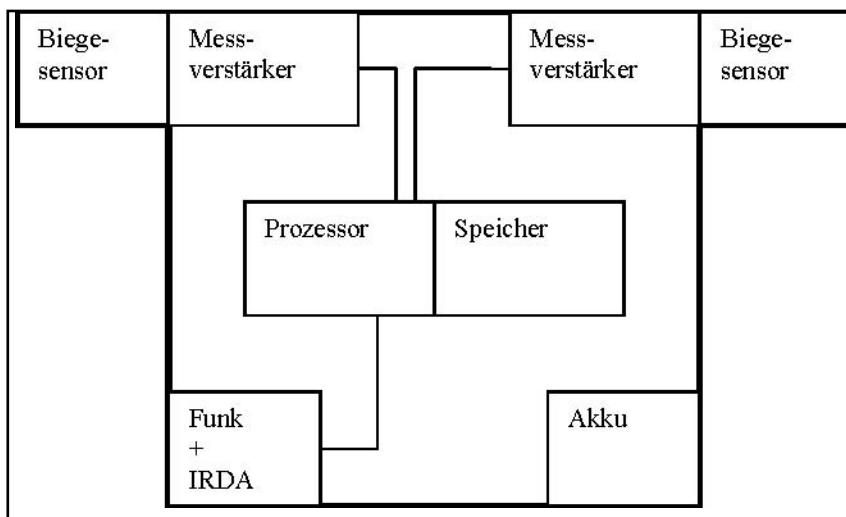 Biege-
sensor
Mess-
verstärker
Mess-
verstärker
Biege-
sensor
Prozessor
Speicher
Funk
+
IRDA
Akku